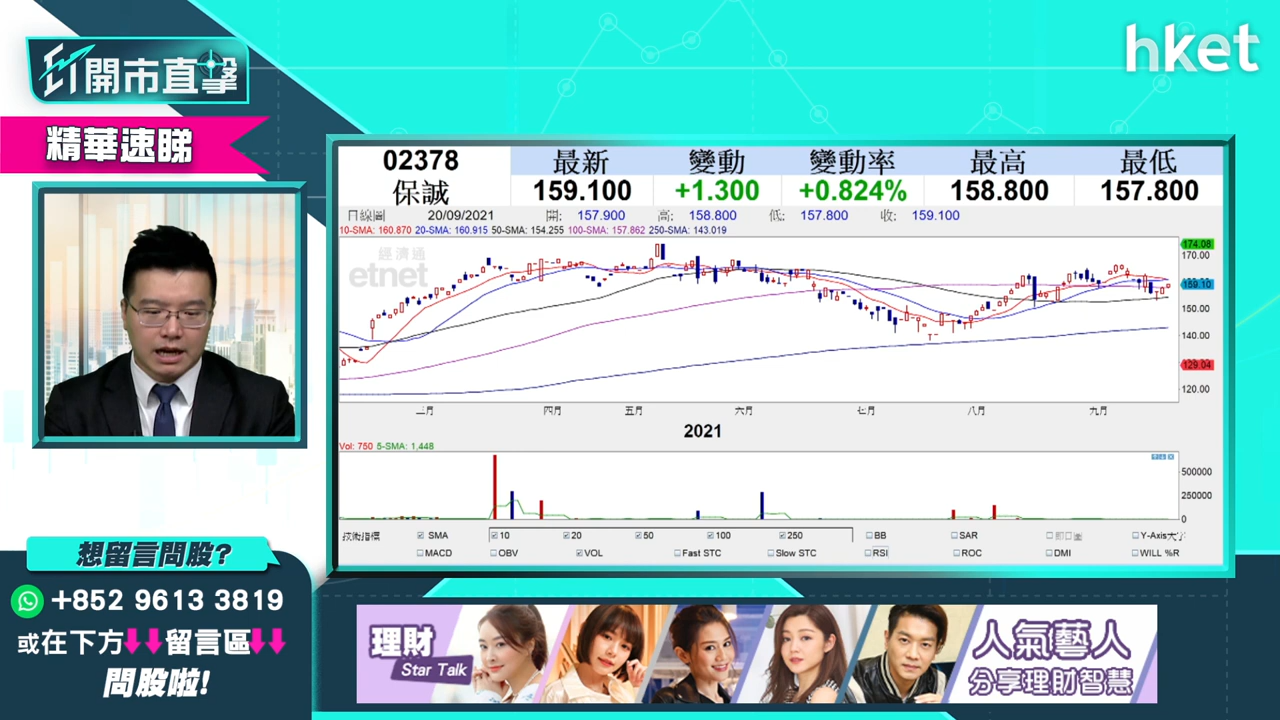 hket
開市直擊
精華速睇
02378 最新 變動 變動率 最高 最低
保誠 159.100 +1.300 +0.824% 158.800 157.800
日線圖 20/09/2021 開: 157.900 高: 158.800 低: 157.800 收: 159.100
10-SMA: 160.870 20-SMA: 160.915 50-SMA: 154.255 100-SMA: 157.862 250-SMA: 143.019
經濟通
etnet
174.08
170.00
159.10
150.00
140.00
129.04
120.00
三月 四月 五月 六月 七月 八月 九月
2021
Vol: 750 5-SMA: 1,448
500000
250000
0
技術指標 SMA 10 20 50 100 250 BB SAR Y-Axis大字
MACD OBV VOL Fast STC Slow STC RSI ROC DMI WILL %R
想留言問股?
+852 9613 3819
或在下方⬇⬇留言區⬇⬇
問股啦!
理財
Star Talk
人氣藝人
分享理財智慧